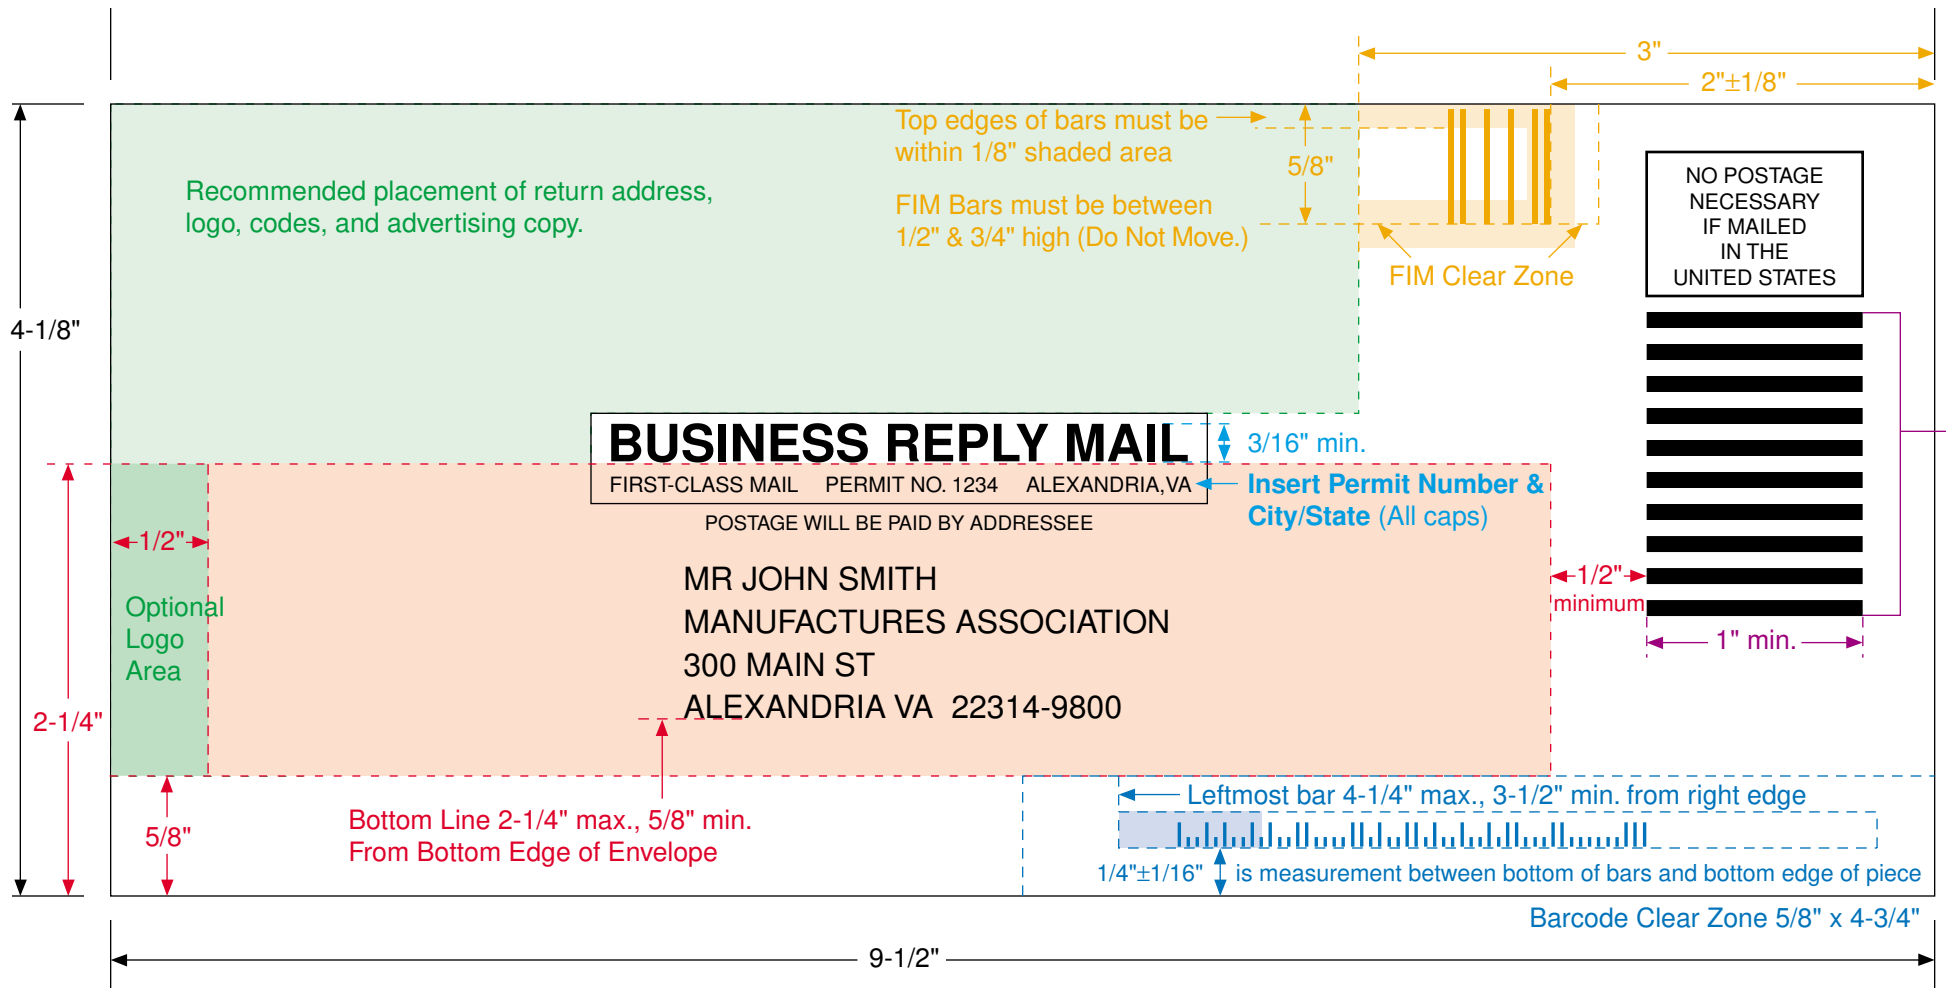 3"
2"±1/8"
Top edges of bars must be
within 1/8" shaded area
5/8"
FIM Bars must be between
1/2" & 3/4" high (Do Not Move.)
FIM Clear Zone
NO POSTAGE
NECESSARY
IF MAILED
IN THE
UNITED STATES
Recommended placement of return address,
logo, codes, and advertising copy.
4-1/8"
BUSINESS REPLY MAIL
3/16" min.
FIRST-CLASS MAIL PERMIT NO. 1234 ALEXANDRIA,VA
Insert Permit Number &
City/State (All caps)
POSTAGE WILL BE PAID BY ADDRESSEE
1/2"
Optional
Logo
Area
MR JOHN SMITH
MANUFACTURES ASSOCIATION
300 MAIN ST
ALEXANDRIA VA 22314-9800
1/2"
minimum
1" min.
2-1/4"
5/8"
Bottom Line 2-1/4" max., 5/8" min.
From Bottom Edge of Envelope
Leftmost bar 4-1/4" max., 3-1/2" min. from right edge
1/4"±1/16" is measurement between bottom of bars and bottom edge of piece
Barcode Clear Zone 5/8" x 4-3/4"
9-1/2"